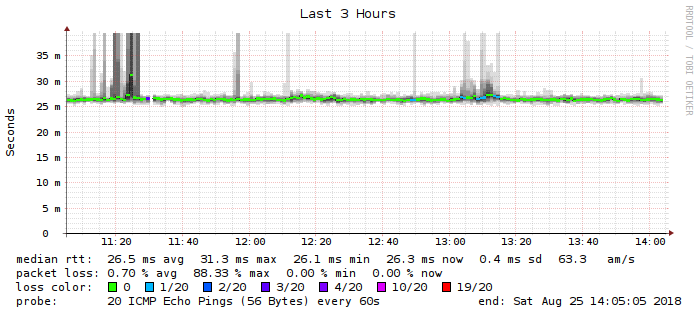 Last 3 Hours
RRDTOOL / TOBI OETIKER
Seconds
35 m
30 m
25 m
20 m
15 m
10 m
5 m
0
11:20 11:40 12:00 12:20 12:40 13:00 13:20 13:40 14:00
median rtt: 26.5 ms avg 31.3 ms max 26.1 ms min 26.3 ms now 0.4 ms sd 63.3 am/s
packet loss: 0.70 % avg 88.33 % max 0.00 % min 0.00 % now
loss color: 0 1/20 2/20 3/20 4/20 10/20 19/20
probe: 20 ICMP Echo Pings (56 Bytes) every 60s end: Sat Aug 25 14:05:05 2018